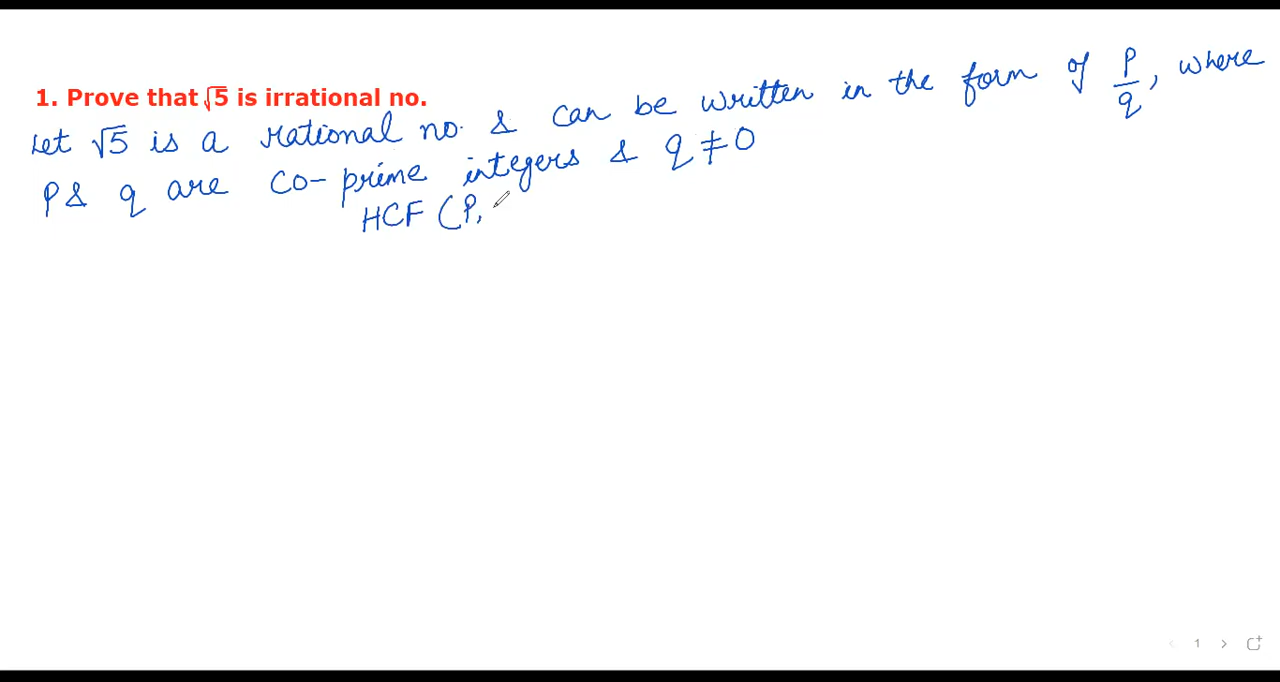 1. Prove that √5 is irrational no.
Let √5 is a rational no. & can be written in the form of P/q, where
P & q are co-prime integers & q ≠ 0
HCF (P,
1